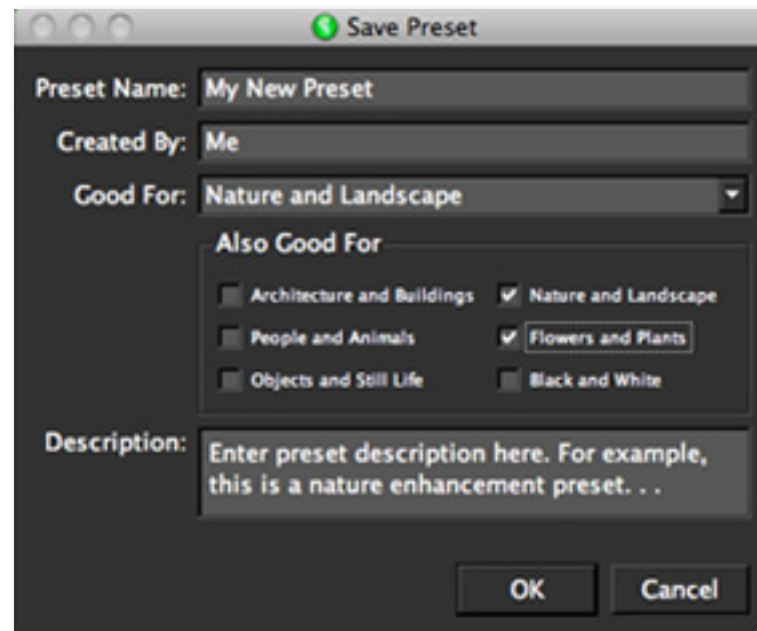 Save Preset
Preset Name: My New Preset
Created By: Me
Good For: Nature and Landscape
Also Good For
Architecture and Buildings Nature and Landscape
People and Animals Flowers and Plants
Objects and Still Life Black and White
Description: Enter preset description here. For example,
this is a nature enhancement preset. . .
OK Cancel